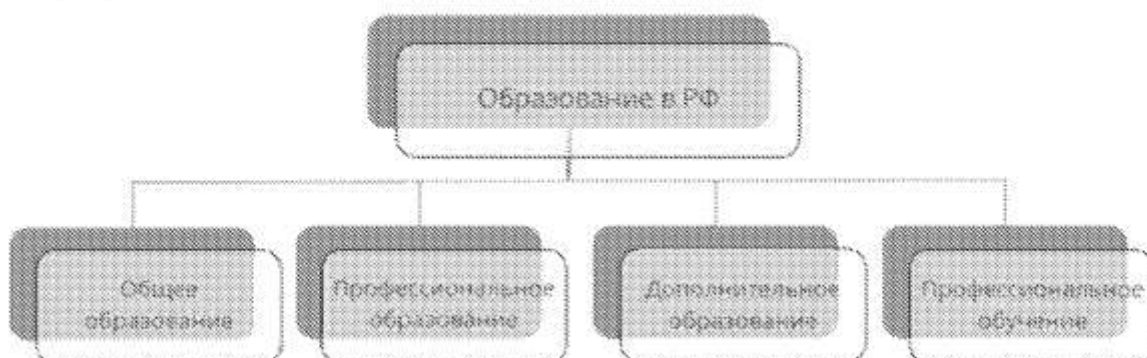 Образование в РФ
Общее
образование
Профессиональное
образование
Дополнительное
образование
Профессиональное
обучение